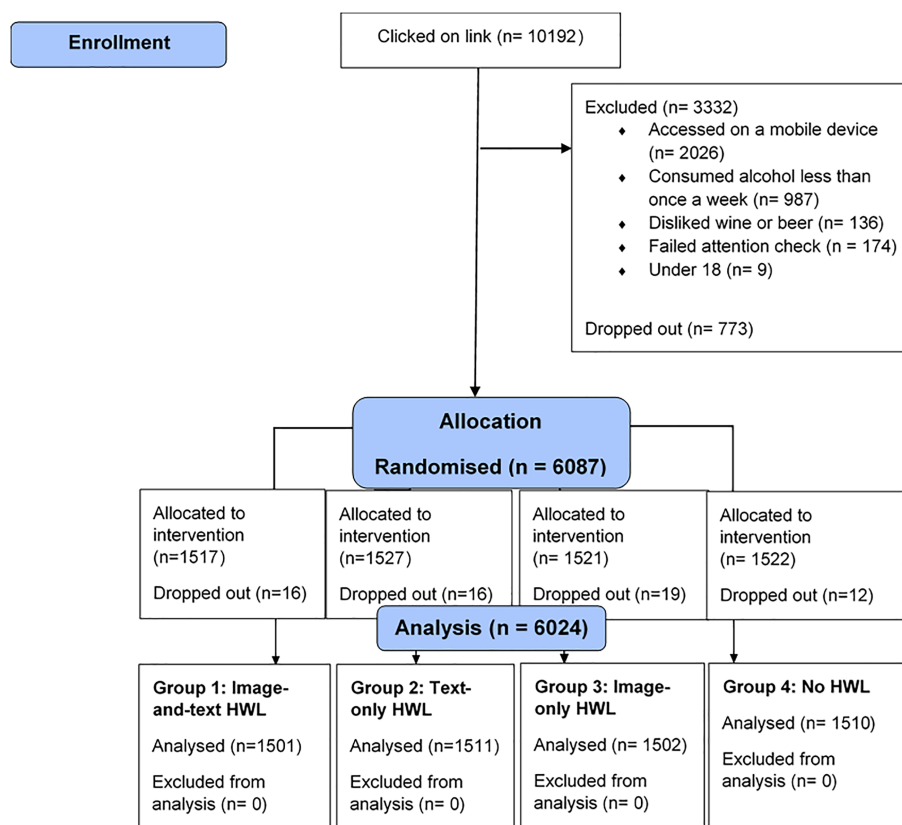 Enrollment
Clicked on link (n= 10192)
Excluded (n= 3332)
♦ Accessed on a mobile device
(n= 2026)
♦ Consumed alcohol less than
once a week (n= 987)
♦ Disliked wine or beer (n= 136)
♦ Failed attention check (n = 174)
♦ Under 18 (n= 9)
Dropped out (n= 773)
Allocation
Randomised (n = 6087)
Allocated to
intervention
(n=1517)
Dropped out (n=16)
Allocated to
intervention
(n=1527)
Dropped out (n=16)
Allocated to
intervention
(n= 1521)
Dropped out (n=19)
Allocated to
intervention
(n= 1522)
Dropped out (n=12)
Analysis (n = 6024)
Group 1: Image-
and-text HWL
Analysed (n=1501)
Excluded from
analysis (n= 0)
Group 2: Text-
only HWL
Analysed (n=1511)
Excluded from
analysis (n= 0)
Group 3: Image-
only HWL
Analysed (n= 1502)
Excluded from
analysis (n= 0)
Group 4: No HWL
Analysed (n= 1510)
Excluded from
analysis (n= 0)